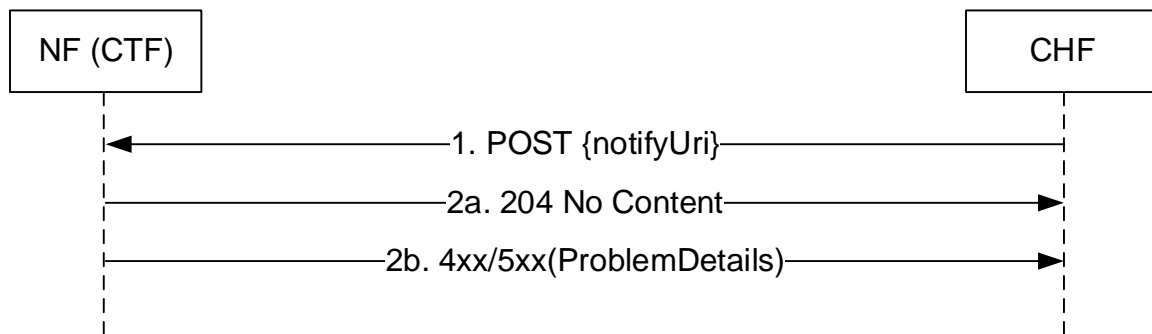 NF (CTF)
CHF
1. POST {notifyUri}
2a. 204 No Content
2b. 4xx/5xx(ProblemDetails)